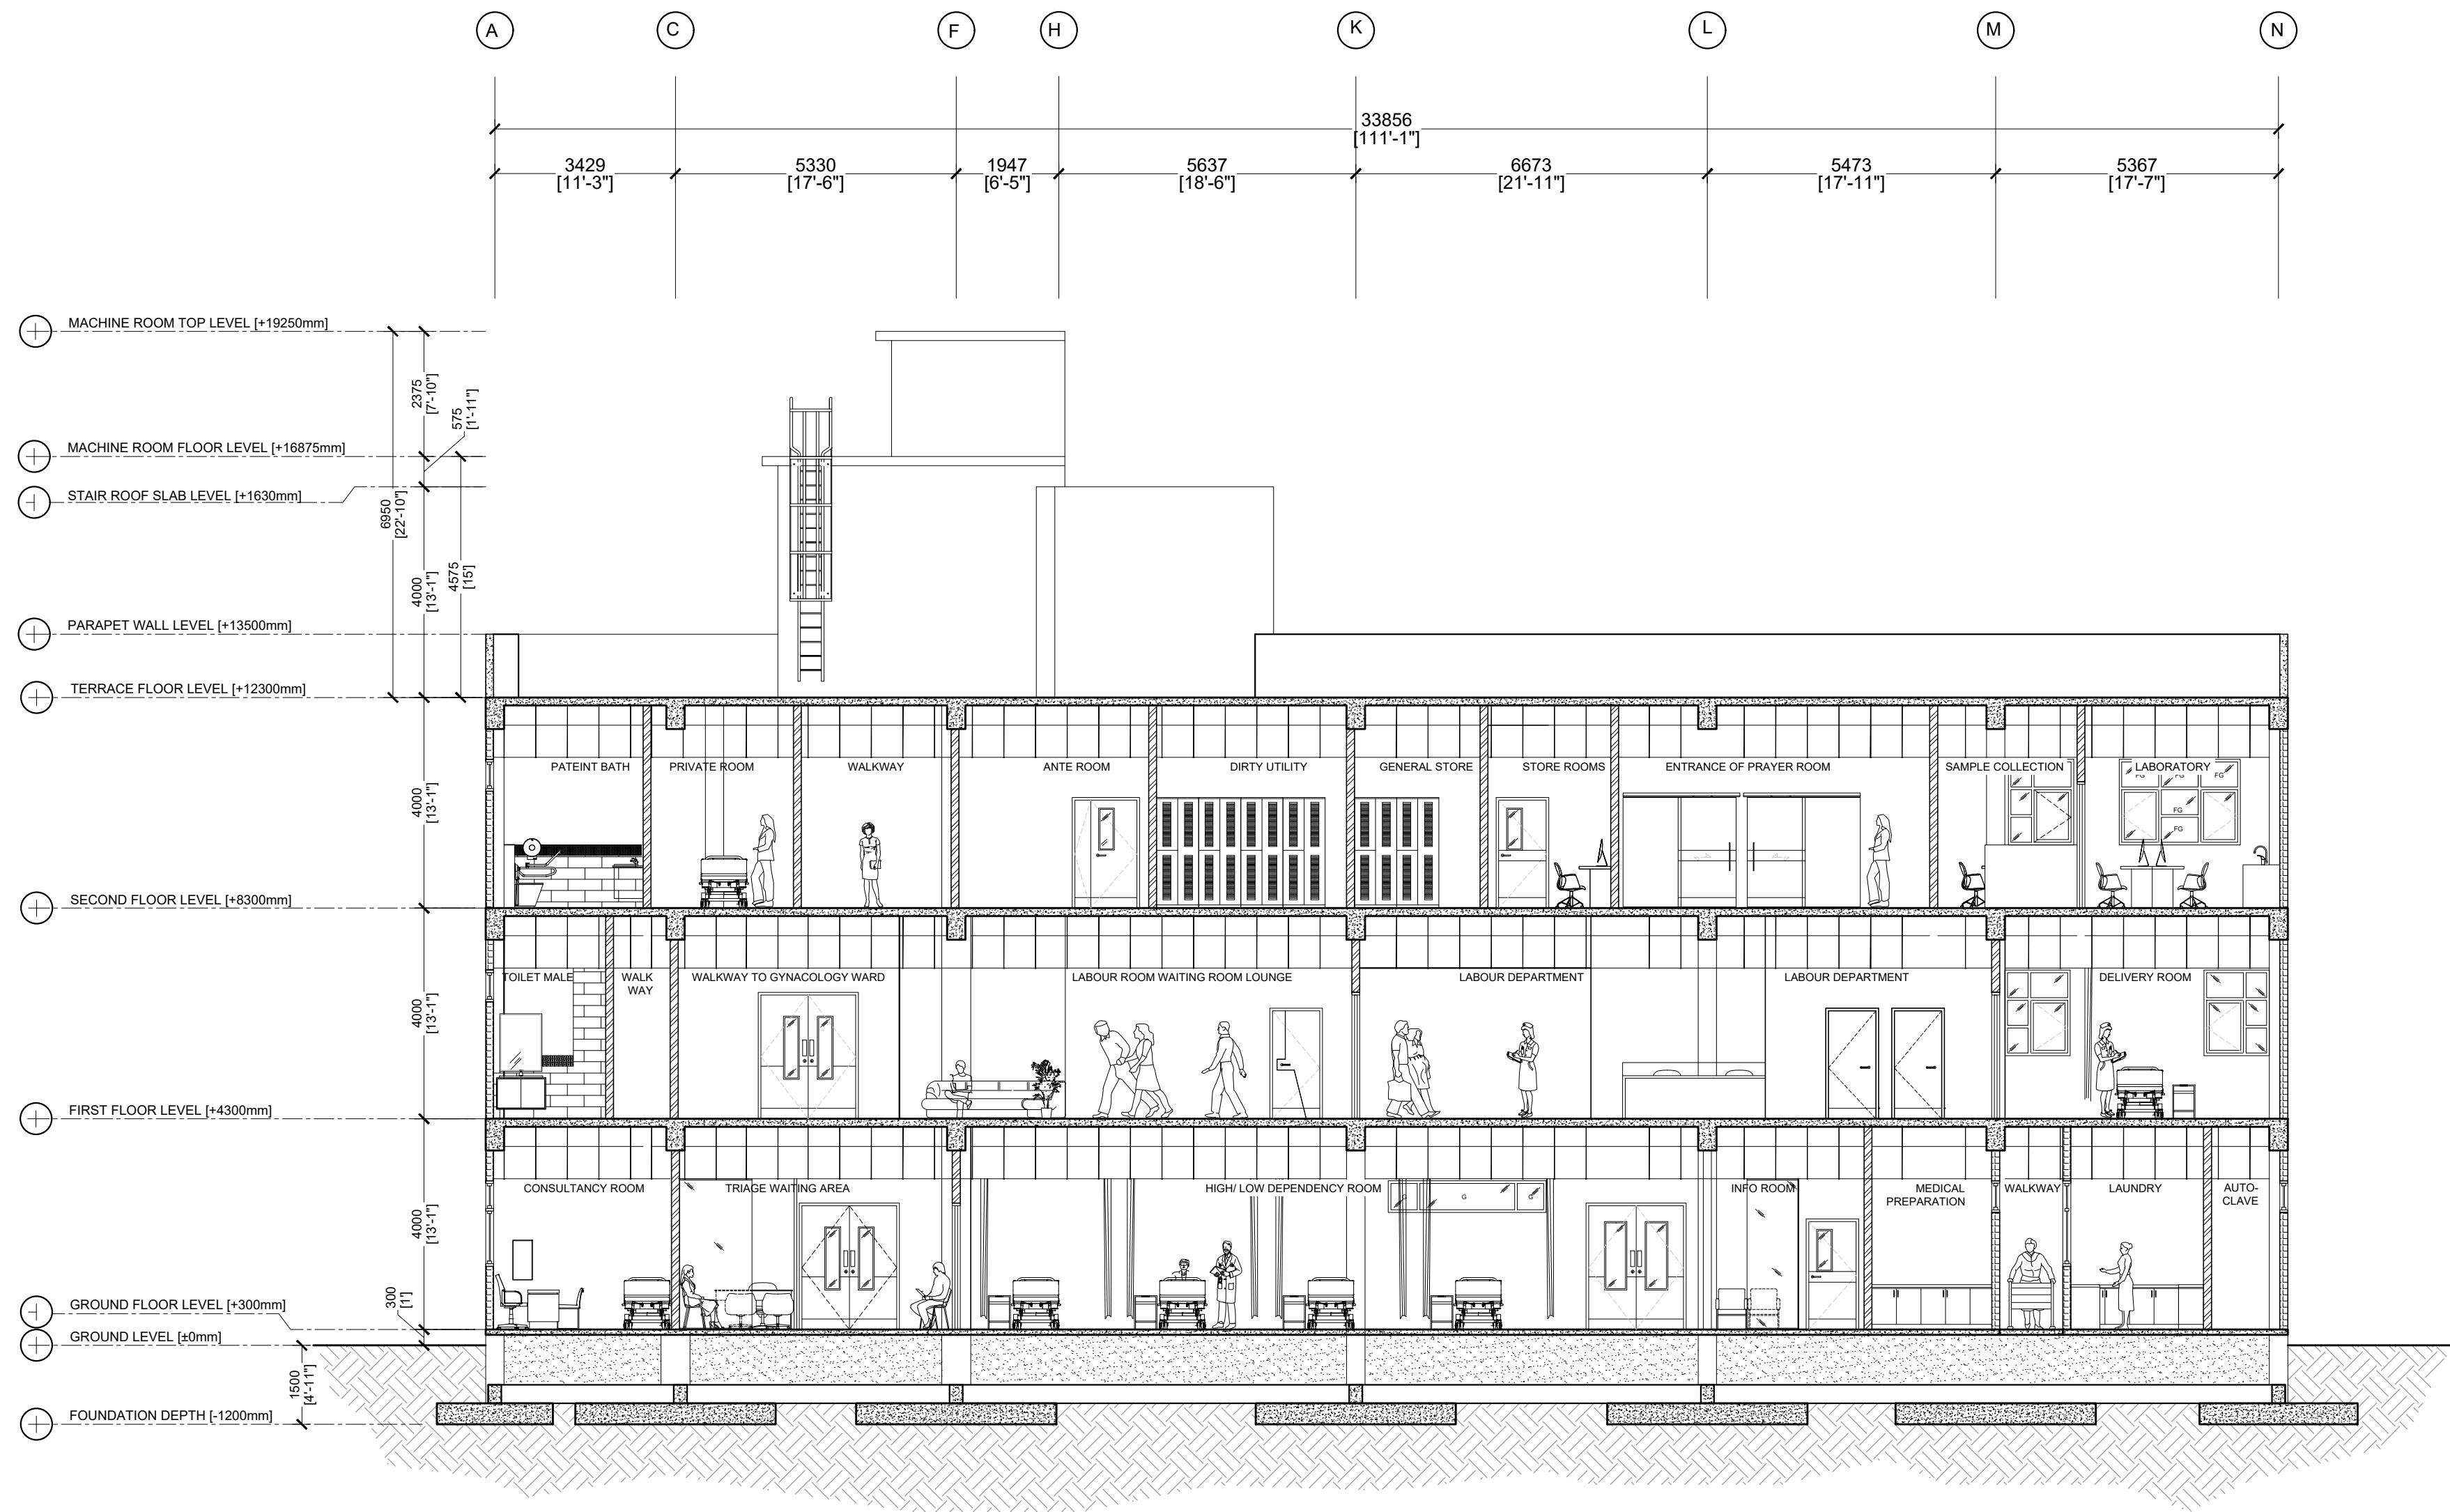 A
C
F
H
K
L
M
N
33856
[111'-1"]
3429
[11'-3"]
5330
[17'-6"]
1947
[6'-5"]
5637
[18'-6"]
6673
[21'-11"]
5473
[17'-11"]
5367
[17'-7"]
MACHINE ROOM TOP LEVEL [+19250mm]
2375
[7'-10"]
575
[1'-11"]
MACHINE ROOM FLOOR LEVEL [+16875mm]
STAIR ROOF SLAB LEVEL [+1630mm]
6950
[22'-10"]
4000
[13'-1"]
4575
[15']
PARAPET WALL LEVEL [+13500mm]
TERRACE FLOOR LEVEL [+12300mm]
4000
[13'-1"]
PATEINT BATH
PRIVATE ROOM
WALKWAY
ANTE ROOM
DIRTY UTILITY
GENERAL STORE
STORE ROOMS
ENTRANCE OF PRAYER ROOM
SAMPLE COLLECTION
LABORATORY
FG
FG
FG
FG
FG
SECOND FLOOR LEVEL [+8300mm]
4000
[13'-1"]
TOILET MALE
WALK
WAY
WALKWAY TO GYNACOLOGY WARD
LABOUR ROOM WAITING ROOM LOUNGE
LABOUR DEPARTMENT
LABOUR DEPARTMENT
DELIVERY ROOM
FIRST FLOOR LEVEL [+4300mm]
4000
[13'-1"]
CONSULTANCY ROOM
TRIAGE WAITING AREA
HIGH/ LOW DEPENDENCY ROOM
G
G
G
INFO ROOM
MEDICAL
PREPARATION
WALKWAY
LAUNDRY
AUTO-
CLAVE
GROUND FLOOR LEVEL [+300mm]
300
[1']
GROUND LEVEL [±0mm]
1500
[4'-11"]
FOUNDATION DEPTH [-1200mm]